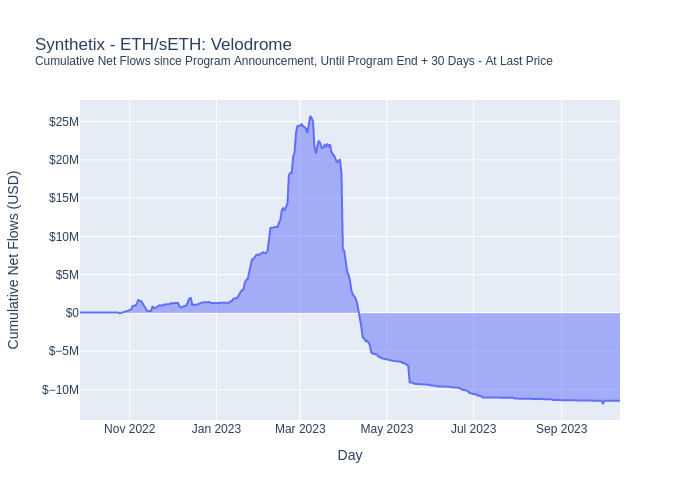 Synthetix - ETH/sETH: Velodrome
Cumulative Net Flows since Program Announcement, Until Program End + 30 Days - At Last Price
Cumulative Net Flows (USD)
$25M
$20M
$15M
$10M
$5M
$0
$−5M
$−10M
Nov 2022
Jan 2023
Mar 2023
May 2023
Jul 2023
Sep 2023
Day